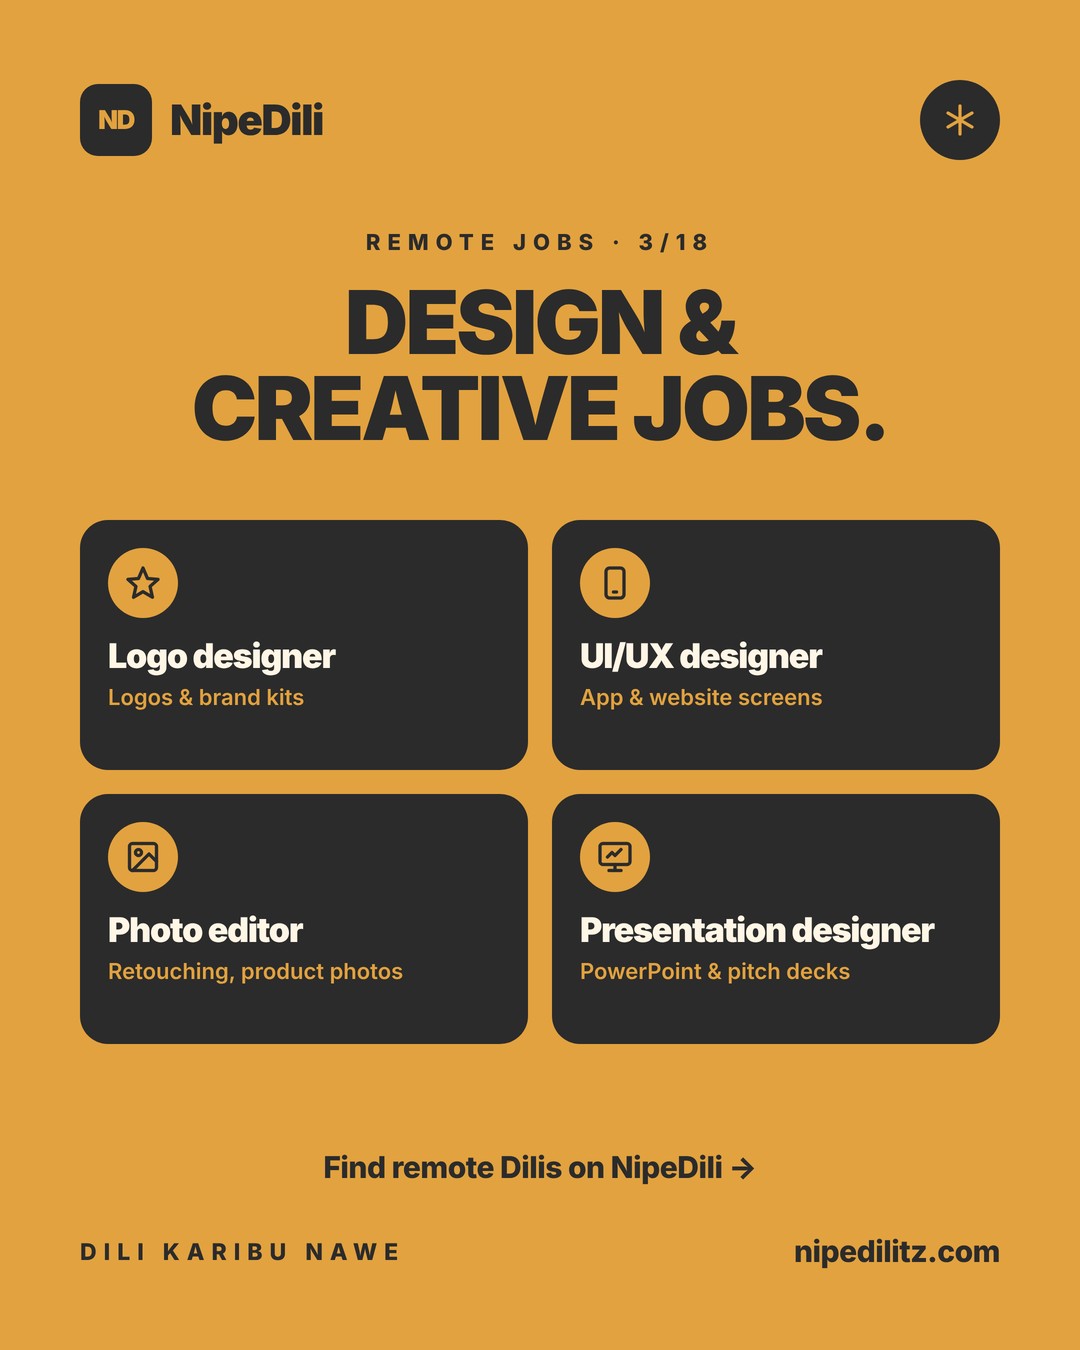 ND NipeDili
REMOTE JOBS · 3/18
DESIGN &
CREATIVE JOBS.
Logo designer
Logos & brand kits
UI/UX designer
App & website screens
Photo editor
Retouching, product photos
Presentation designer
PowerPoint & pitch decks
Find remote Dilis on NipeDili →
DILI KARIBU NAWE
nipedilitz.com